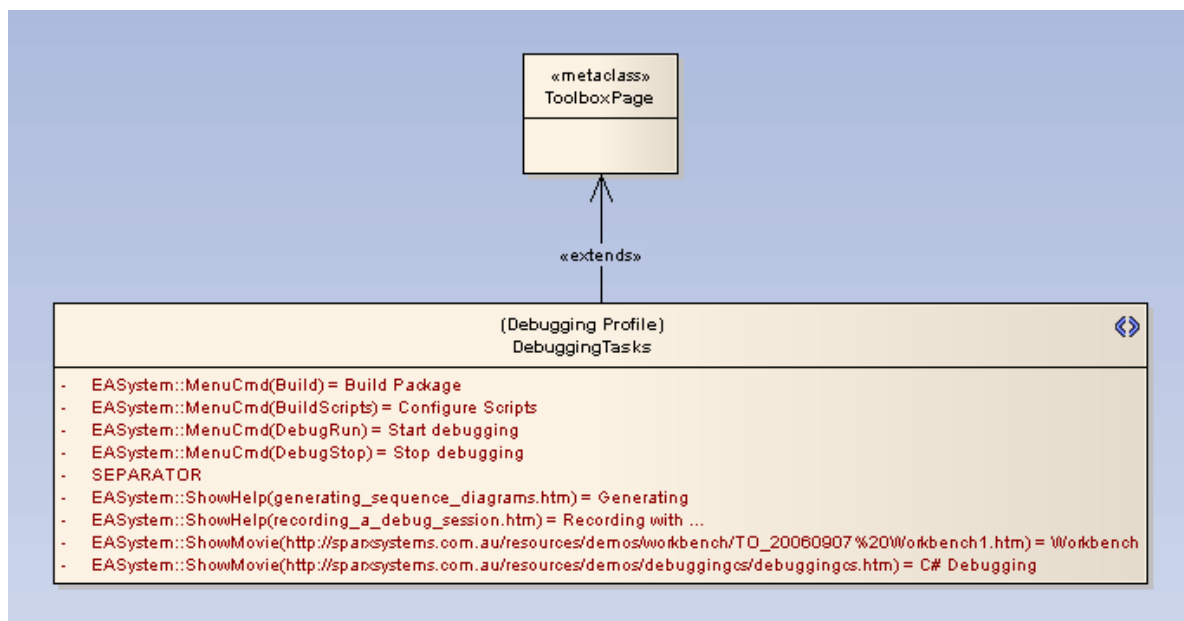 «metaclass»
ToolboxPage
«extends»
(Debugging Profile)
DebuggingTasks
- EASystem::MenuCmd(Build) = Build Package
- EASystem::MenuCmd(BuildScripts) = Configure Scripts
- EASystem::MenuCmd(DebugRun) = Start debugging
- EASystem::MenuCmd(DebugStop) = Stop debugging
- SEPARATOR
- EASystem::ShowHelp(generating_sequence_diagrams.htm) = Generating
- EASystem::ShowHelp(recording_a_debug_session.htm) = Recording with ...
- EASystem::ShowMovie(http://sparxsystems.com.au/resources/demos/workbench/TO_20060907%20Workbench1.htm) = Workbench
- EASystem::ShowMovie(http://sparxsystems.com.au/resources/demos/debuggingcs/debuggingcs.htm) = C# Debugging